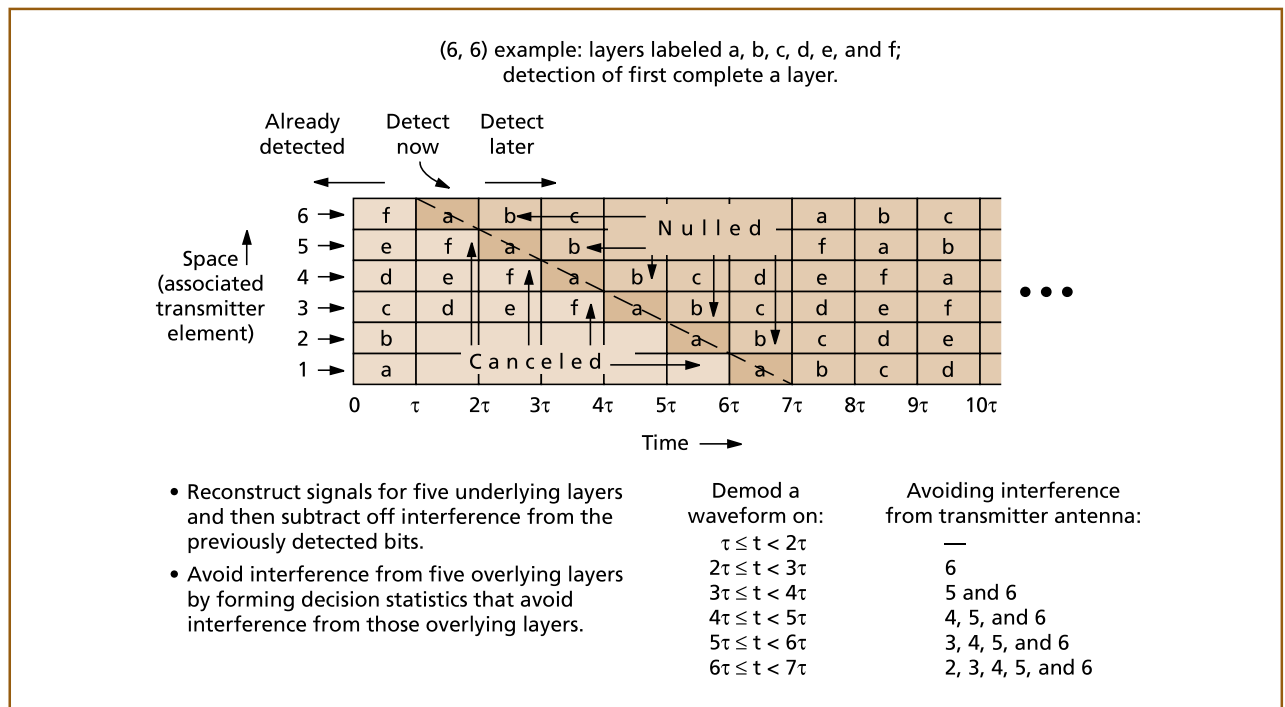 (6, 6) example: layers labeled a, b, c, d, e, and f;
detection of first complete a layer.
Already detected
Detect now
Detect later
6 f a b c a b c
Nulled
5 e f a b f a b
Space (associated transmitter element)
4 d e f a b c d e f a
3 c d e f a b c d e f
2 b a b c d e
Canceled
1 a a b c d
0 τ 2τ 3τ 4τ 5τ 6τ 7τ 8τ 9τ 10τ
Time
• Reconstruct signals for five underlying layers
and then subtract off interference from the
previously detected bits.
• Avoid interference from five overlying layers
by forming decision statistics that avoid
interference from those overlying layers.
Demod a
waveform on:
Avoiding interference
from transmitter antenna:
τ ≤ t < 2τ —
2τ ≤ t < 3τ 6
3τ ≤ t < 4τ 5 and 6
4τ ≤ t < 5τ 4, 5, and 6
5τ ≤ t < 6τ 3, 4, 5, and 6
6τ ≤ t < 7τ 2, 3, 4, 5, and 6